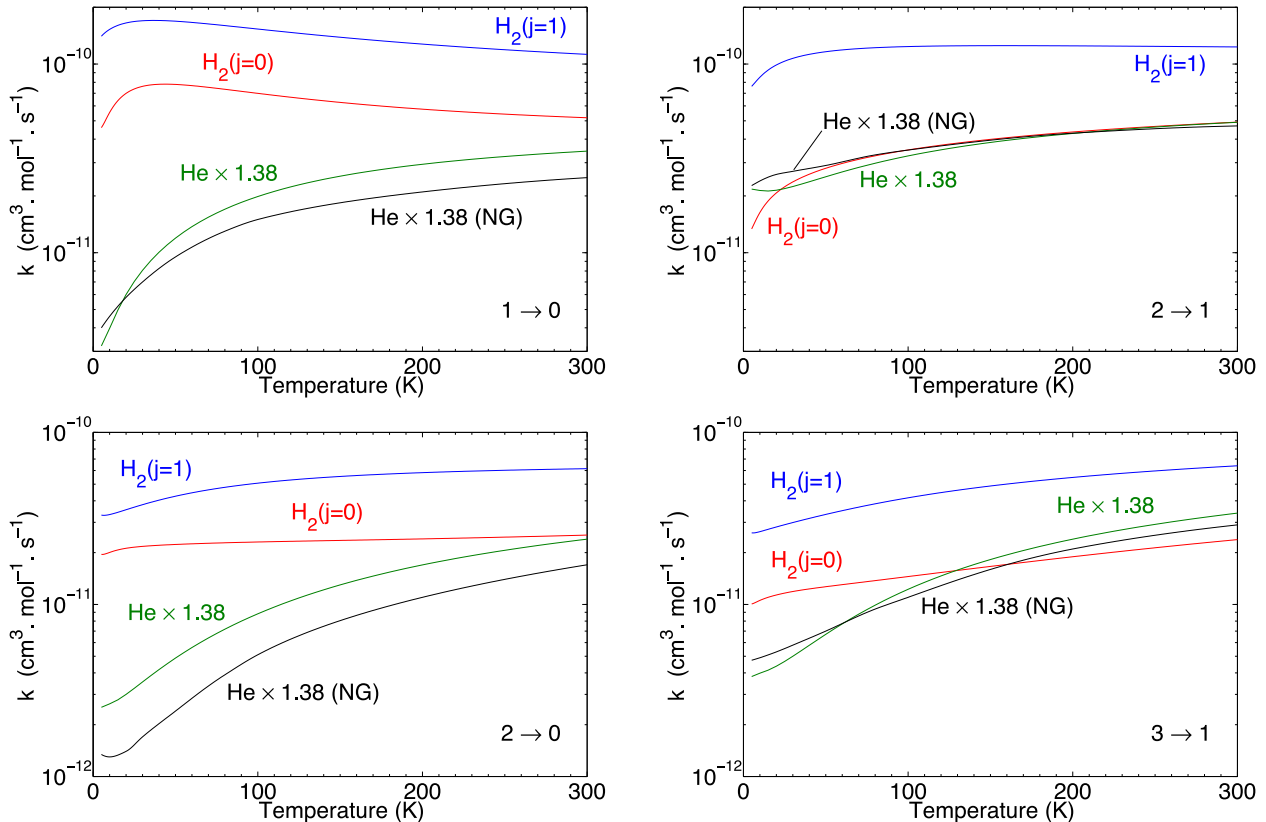 10⁻¹⁰
10⁻¹¹
k (cm³. mol⁻¹. s⁻¹)
H₂(j=1)
H₂(j=0)
He × 1.38
He × 1.38 (NG)
1 → 0
0 100 200 300
Temperature (K)
10⁻¹⁰
10⁻¹¹
k (cm³. mol⁻¹. s⁻¹)
H₂(j=1)
He × 1.38 (NG)
He × 1.38
H₂(j=0)
2 → 1
0 100 200 300
Temperature (K)
10⁻¹⁰
10⁻¹¹
10⁻¹²
k (cm³. mol⁻¹. s⁻¹)
H₂(j=1)
H₂(j=0)
He × 1.38
He × 1.38 (NG)
2 → 0
0 100 200 300
Temperature (K)
10⁻¹⁰
10⁻¹¹
10⁻¹²
k (cm³. mol⁻¹. s⁻¹)
H₂(j=1)
He × 1.38
H₂(j=0)
He × 1.38 (NG)
3 → 1
0 100 200 300
Temperature (K)